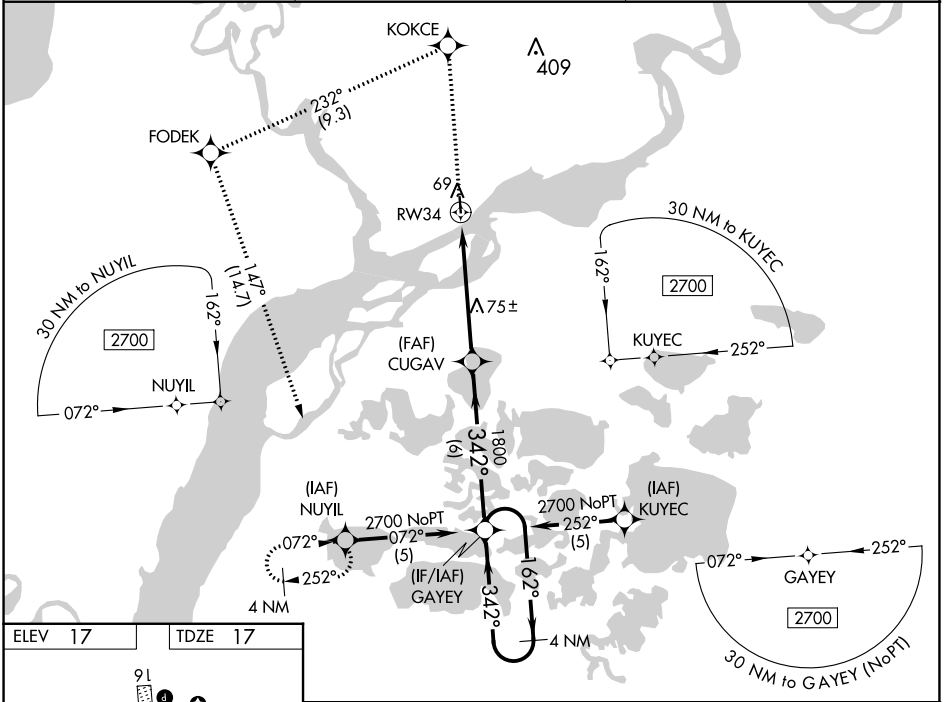 KOKCE
409
232°
(9.3)
FODEK
69
RW34
147°
(14.7)
30 NM to NUYIL
162°
2700
NUYIL
072°
30 NM to KUYEC
162°
2700
KUYEC
252°
75±
(FAF)
CUGAV
1800
342°
(6)
(IAF)
NUYIL
2700 NoPT
072°
(5)
072°
252°
4 NM
(IF/IAF)
GAYEY
342°
162°
4 NM
2700 NoPT
252°
(5)
(IAF)
KUYEC
072°
252°
GAYEY
2700
30 NM to GAYEY (NoPT)
ELEV 17
TDZE 17
16
P